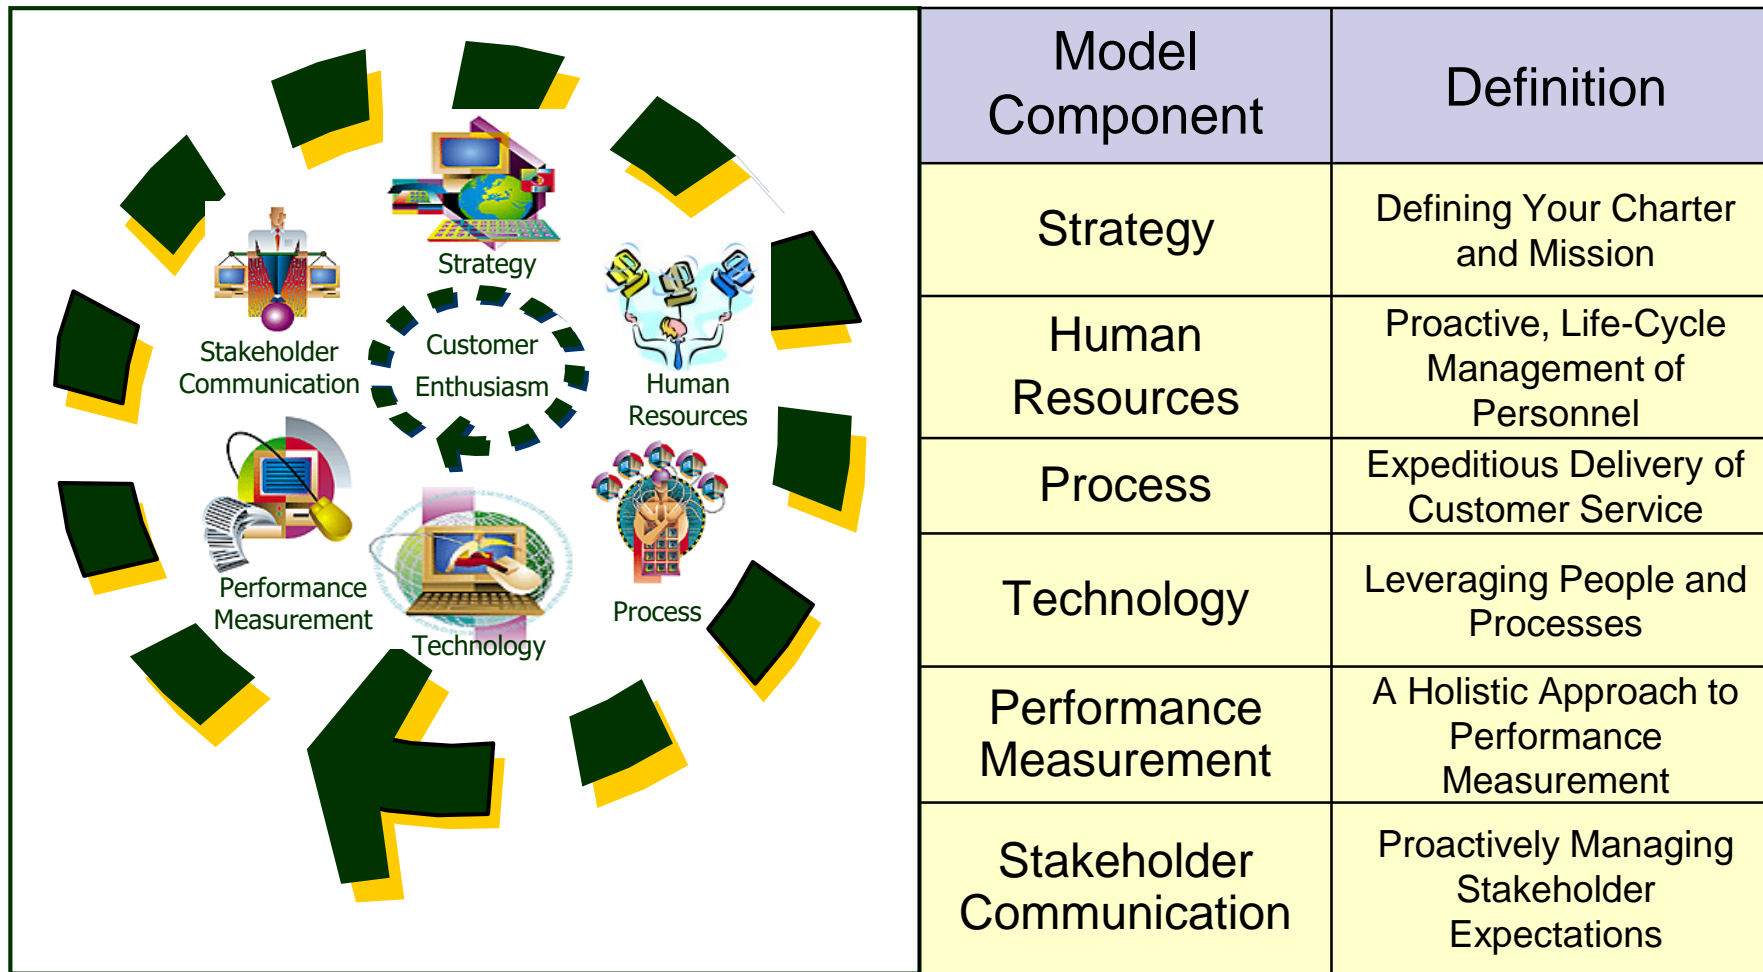 Strategy
Customer
Enthusiasm
Stakeholder
Communication
Human
Resources
Performance
Measurement
Process
Technology
Model
Component
Definition
Strategy
Defining Your Charter
and Mission
Human
Resources
Proactive, Life-Cycle
Management of
Personnel
Process
Expeditious Delivery of
Customer Service
Technology
Leveraging People and
Processes
Performance
Measurement
A Holistic Approach to
Performance
Measurement
Stakeholder
Communication
Proactively Managing
Stakeholder
Expectations